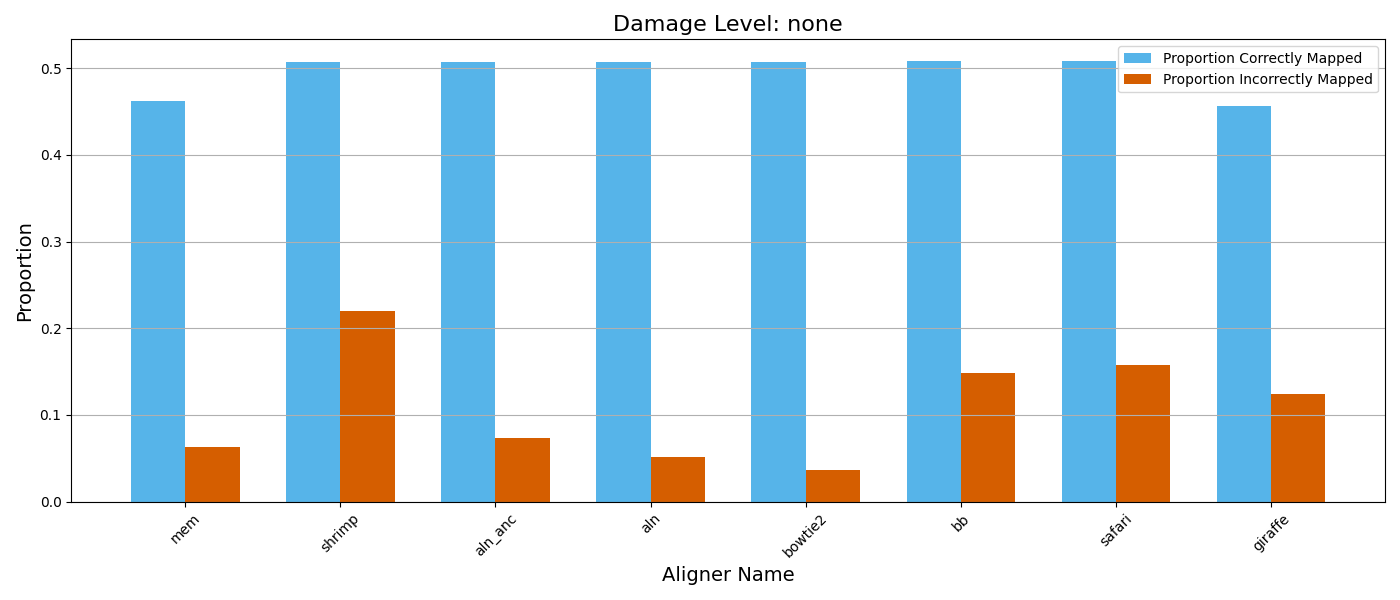 Damage Level: none
Proportion Correctly Mapped
Proportion Incorrectly Mapped
0.5
0.4
0.3
0.2
0.1
0.0
Proportion
mem
shrimp
aln_anc
aln
bowtie2
bb
safari
giraffe
Aligner Name